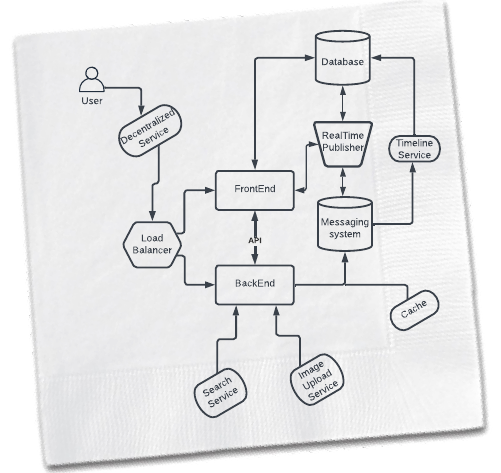 Database
User
Decentralized
Service
RealTime
Publisher
Timeline
Service
FrontEnd
Messaging
system
Load
Balancer
API
BackEnd
Cache
Search
Service
Image
Upload
Service